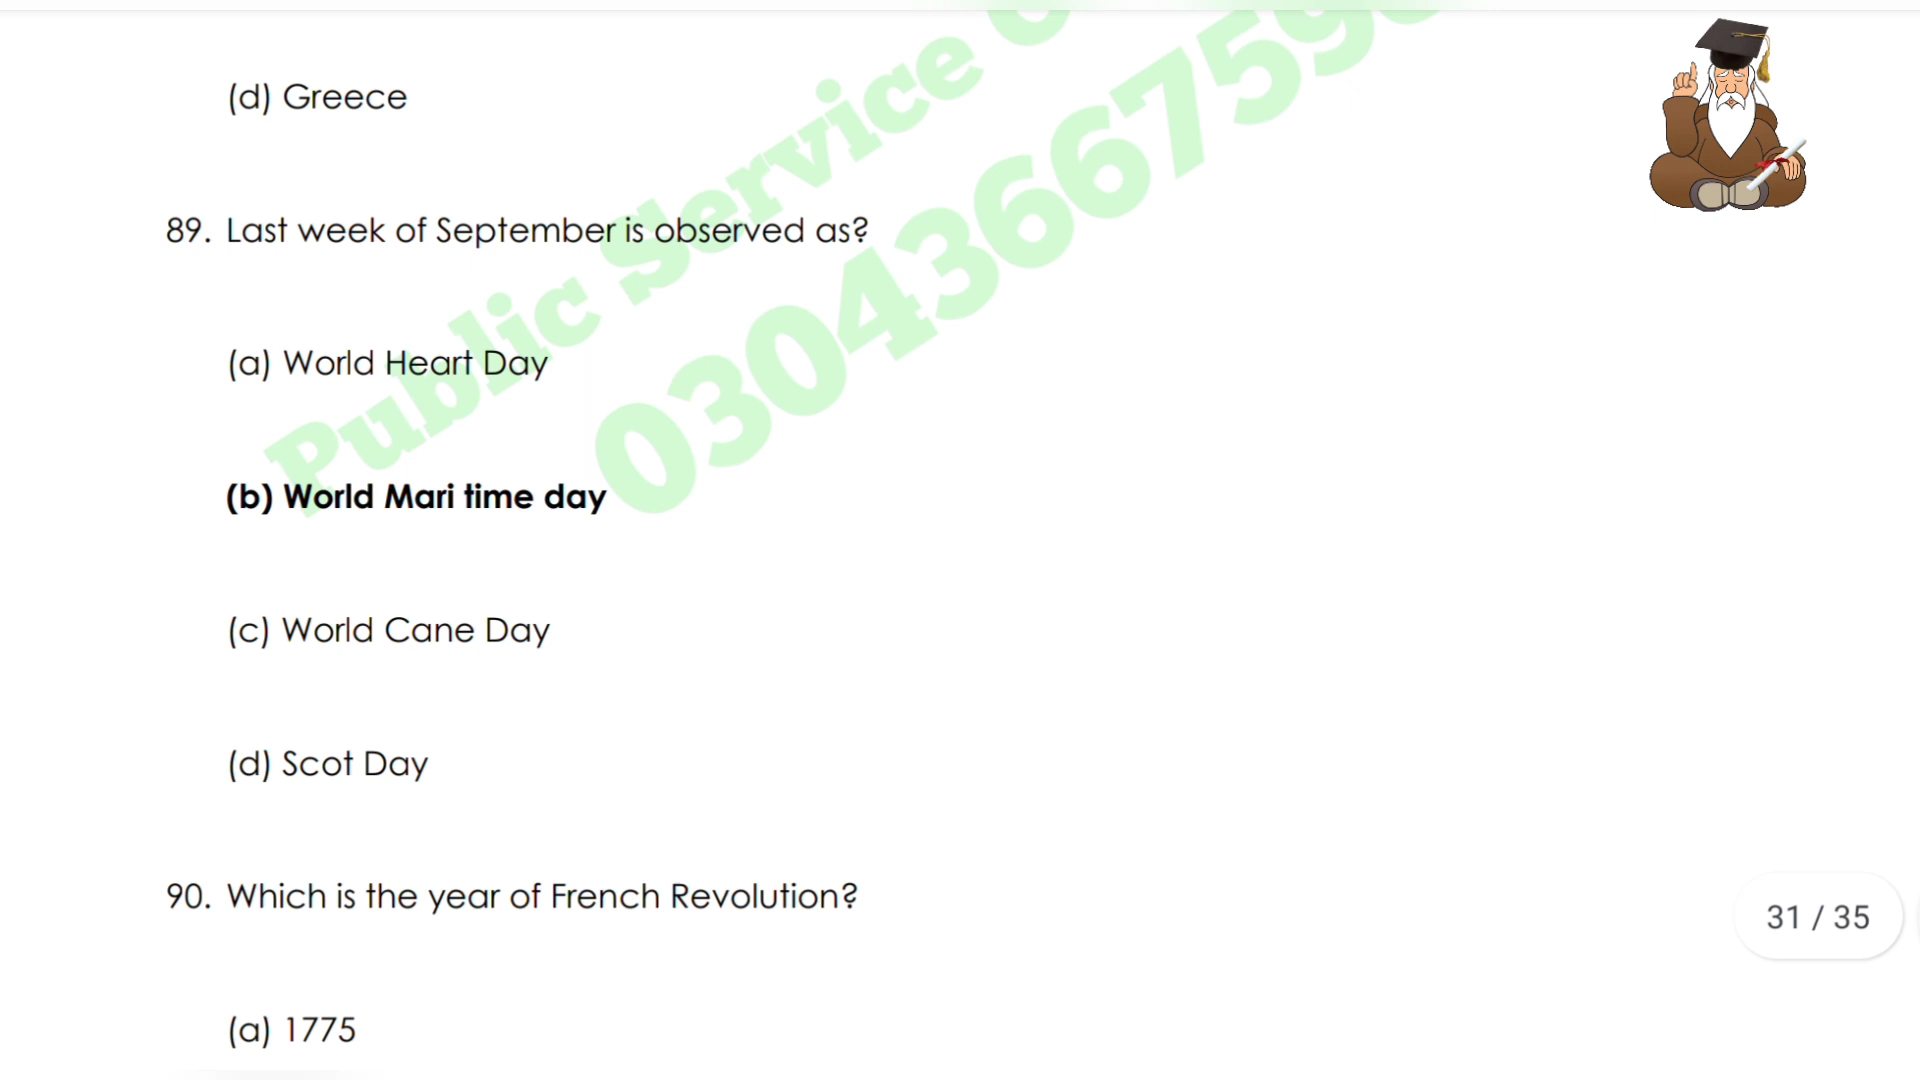 (d) Greece
89. Last week of September is observed as?
(a) World Heart Day
(b) World Mari time day
(c) World Cane Day
(d) Scot Day
90. Which is the year of French Revolution?
(a) 1775
31 / 35
Public Service
0304366759